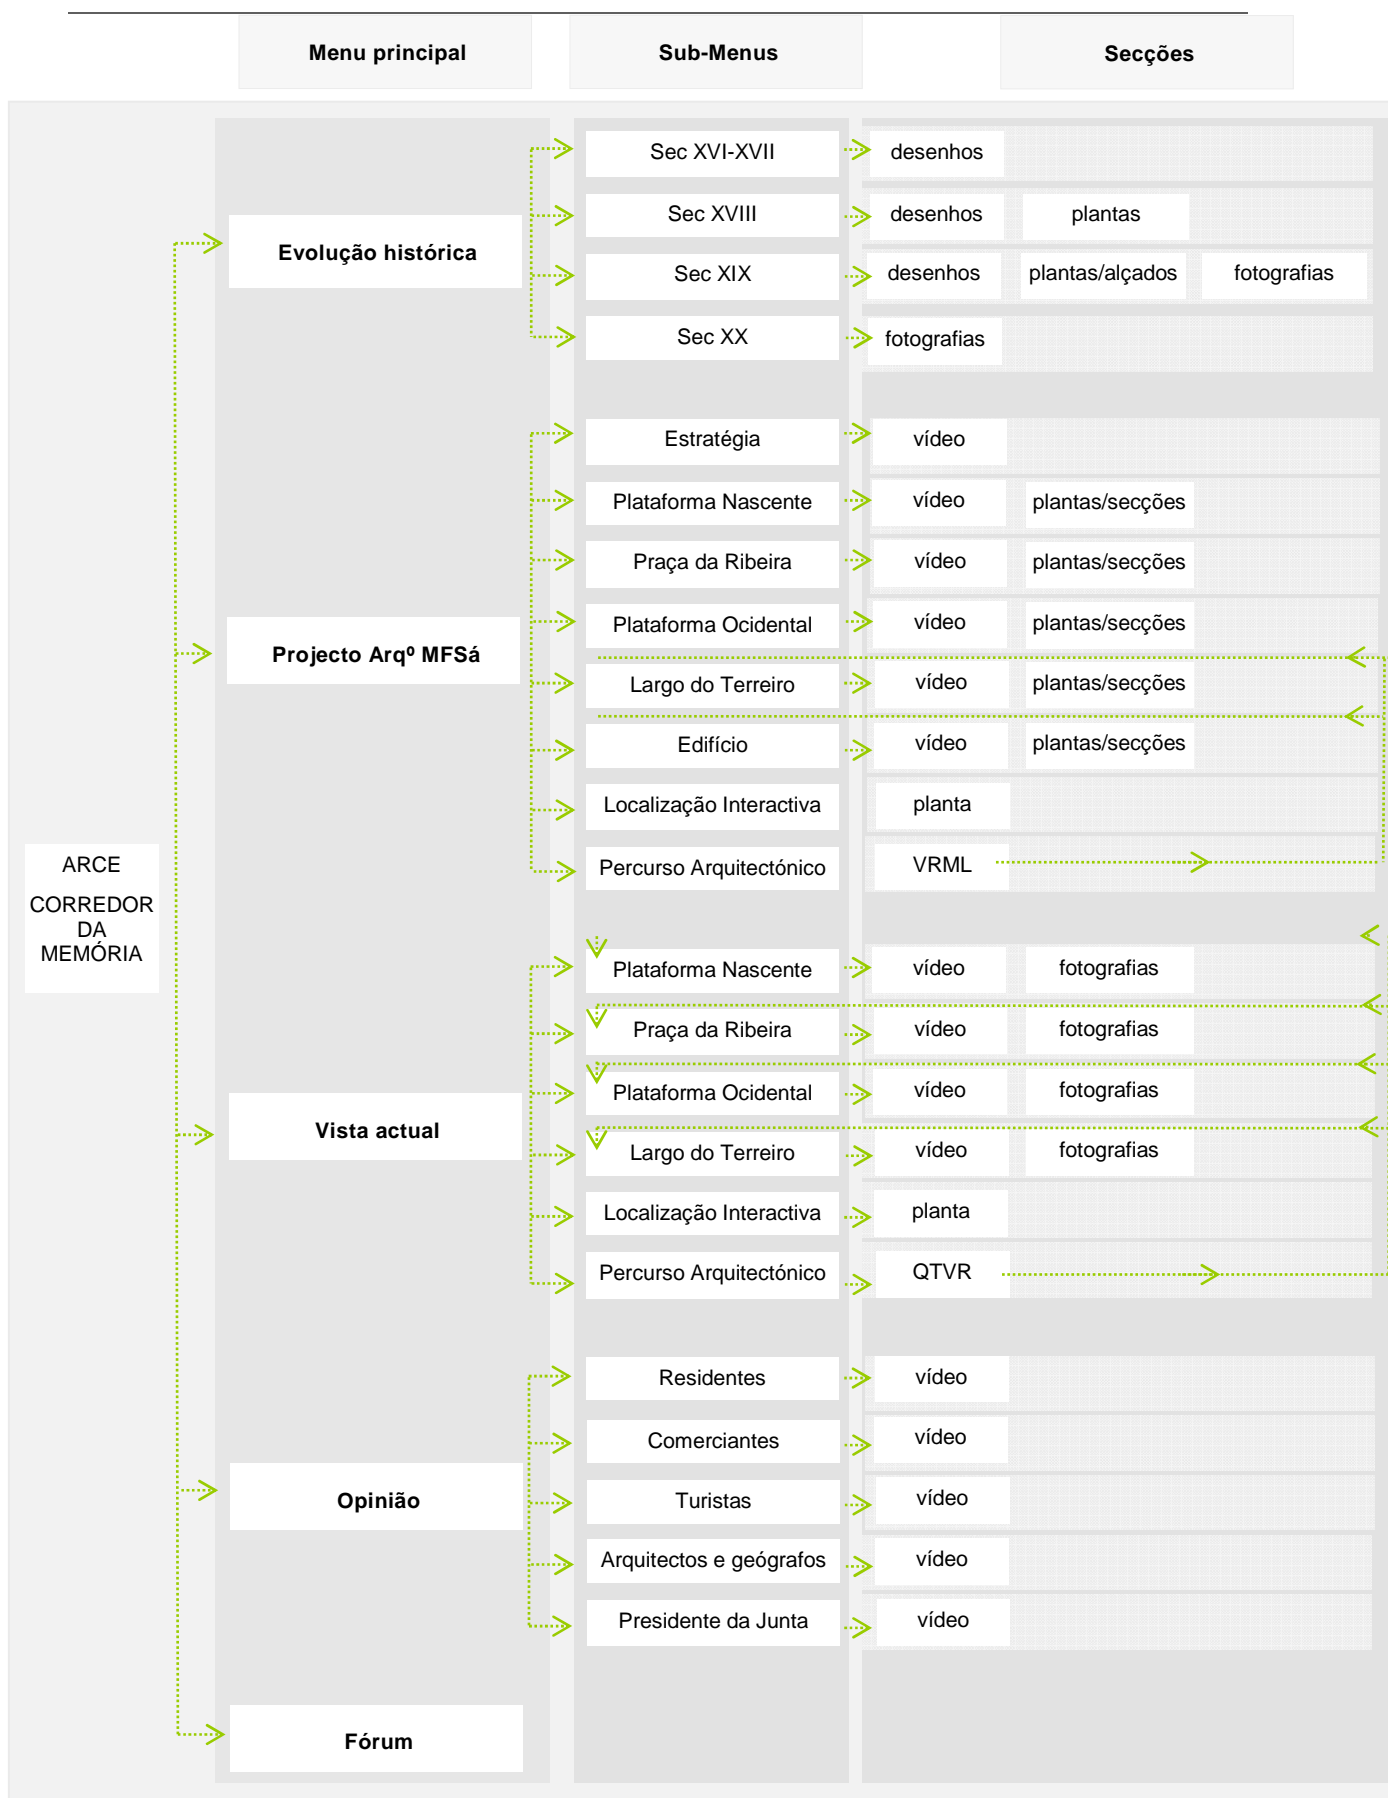 Menu principal
Sub-Menus
Secções
Sec XVI-XVII
desenhos
Sec XVIII
desenhos
plantas
Evolução histórica
Sec XIX
desenhos
plantas/alçados
fotografias
Sec XX
fotografias
Estratégia
vídeo
Plataforma Nascente
vídeo
plantas/secções
Praça da Ribeira
vídeo
plantas/secções
Plataforma Ocidental
vídeo
plantas/secções
Projecto Arqº MFSá
Largo do Terreiro
vídeo
plantas/secções
Edifício
vídeo
plantas/secções
Localização Interactiva
planta
Percurso Arquitectónico
VRML
ARCE
CORREDOR
DA
MEMÓRIA
Plataforma Nascente
vídeo
fotografias
Praça da Ribeira
vídeo
fotografias
Plataforma Ocidental
vídeo
fotografias
Vista actual
Largo do Terreiro
vídeo
fotografias
Localização Interactiva
planta
Percurso Arquitectónico
QTVR
Residentes
vídeo
Comerciantes
vídeo
Opinião
Turistas
vídeo
Arquitectos e geógrafos
vídeo
Presidente da Junta
vídeo
Fórum